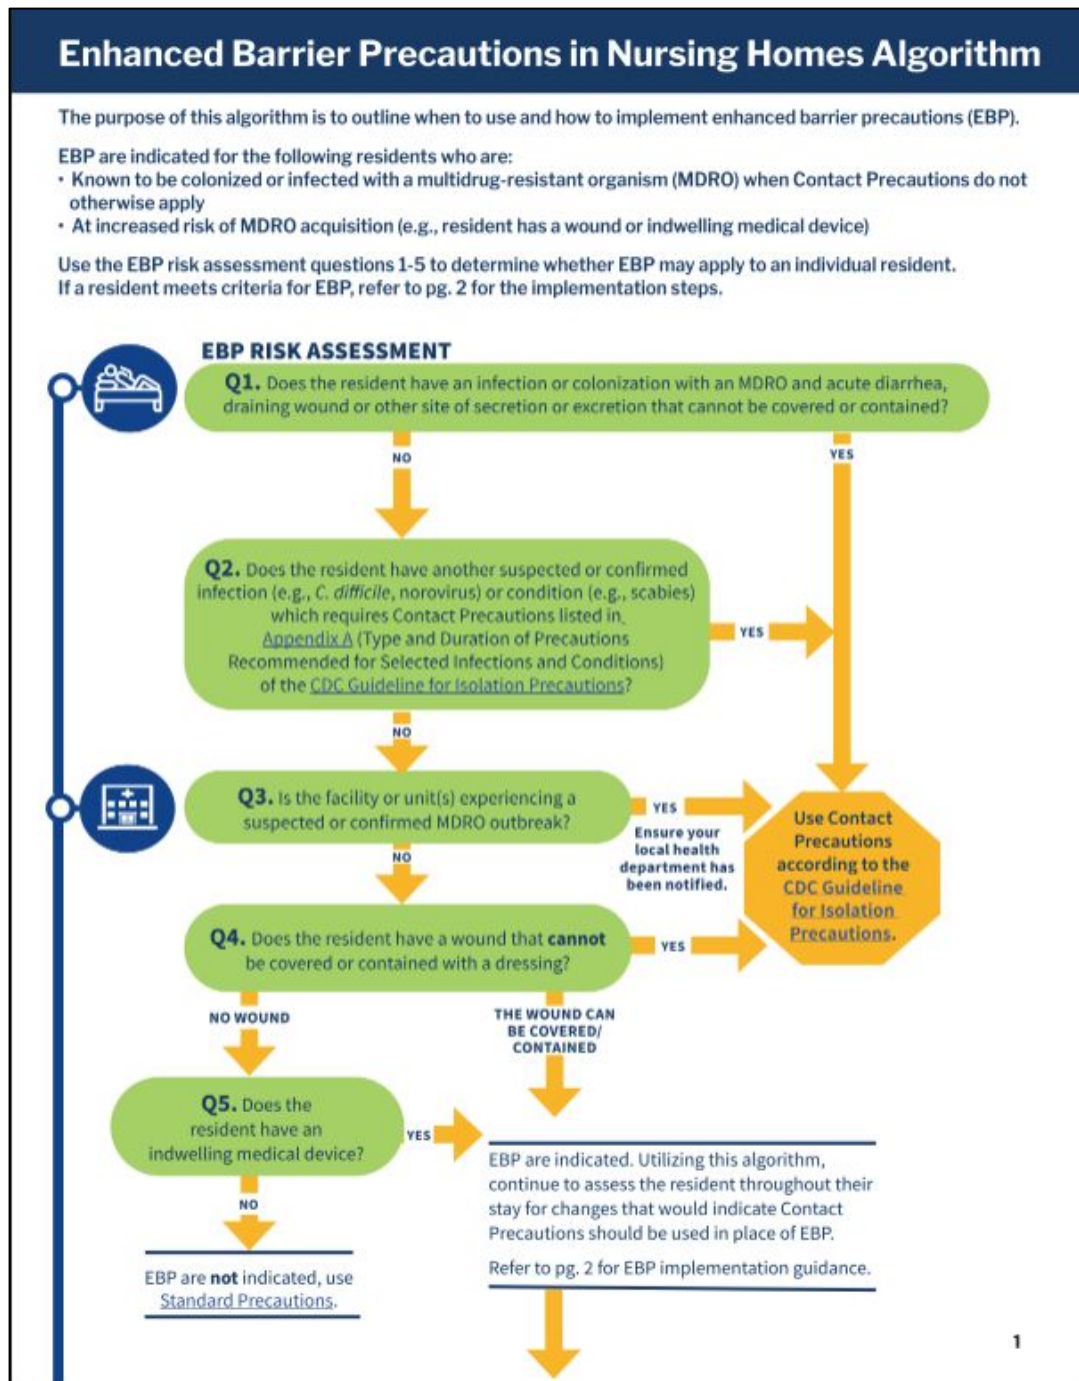 Enhanced Barrier Precautions in Nursing Homes Algorithm
The purpose of this algorithm is to outline when to use and how to implement enhanced barrier precautions (EBP).
EBP are indicated for the following residents who are:
• Known to be colonized or infected with a multidrug-resistant organism (MDRO) when Contact Precautions do not
otherwise apply
• At increased risk of MDRO acquisition (e.g., resident has a wound or indwelling medical device)
Use the EBP risk assessment questions 1-5 to determine whether EBP may apply to an individual resident.
If a resident meets criteria for EBP, refer to pg. 2 for the implementation steps.
EBP RISK ASSESSMENT
Q1. Does the resident have an infection or colonization with an MDRO and acute diarrhea,
draining wound or other site of secretion or excretion that cannot be covered or contained?
NO
YES
Q2. Does the resident have another suspected or confirmed
infection (e.g., C. difficile, norovirus) or condition (e.g., scabies)
which requires Contact Precautions listed in
Appendix A (Type and Duration of Precautions
Recommended for Selected Infections and Conditions)
of the CDC Guideline for Isolation Precautions?
YES
NO
Q3. Is the facility or unit(s) experiencing a
suspected or confirmed MDRO outbreak?
YES
Ensure your
local health
department has
been notified.
NO
Use Contact
Precautions
according to the
CDC Guideline
for Isolation
Precautions.
Q4. Does the resident have a wound that cannot
be covered or contained with a dressing?
YES
NO WOUND
THE WOUND CAN
BE COVERED/
CONTAINED
Q5. Does the
resident have an
indwelling medical device?
YES
NO
EBP are indicated. Utilizing this algorithm,
continue to assess the resident throughout their
stay for changes that would indicate Contact
Precautions should be used in place of EBP.
Refer to pg. 2 for EBP implementation guidance.
EBP are not indicated, use
Standard Precautions.
1